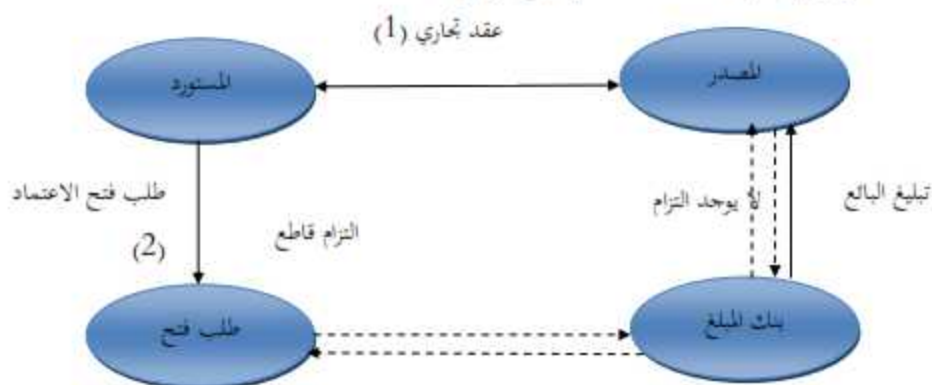 عقد تجاري (1)
المصدر
المستورد
طلب فتح الاعتماد
(2)
التزام قاطع
لا يوجد التزام
تبليغ البائع
طلب فتح
بنك المبلغ